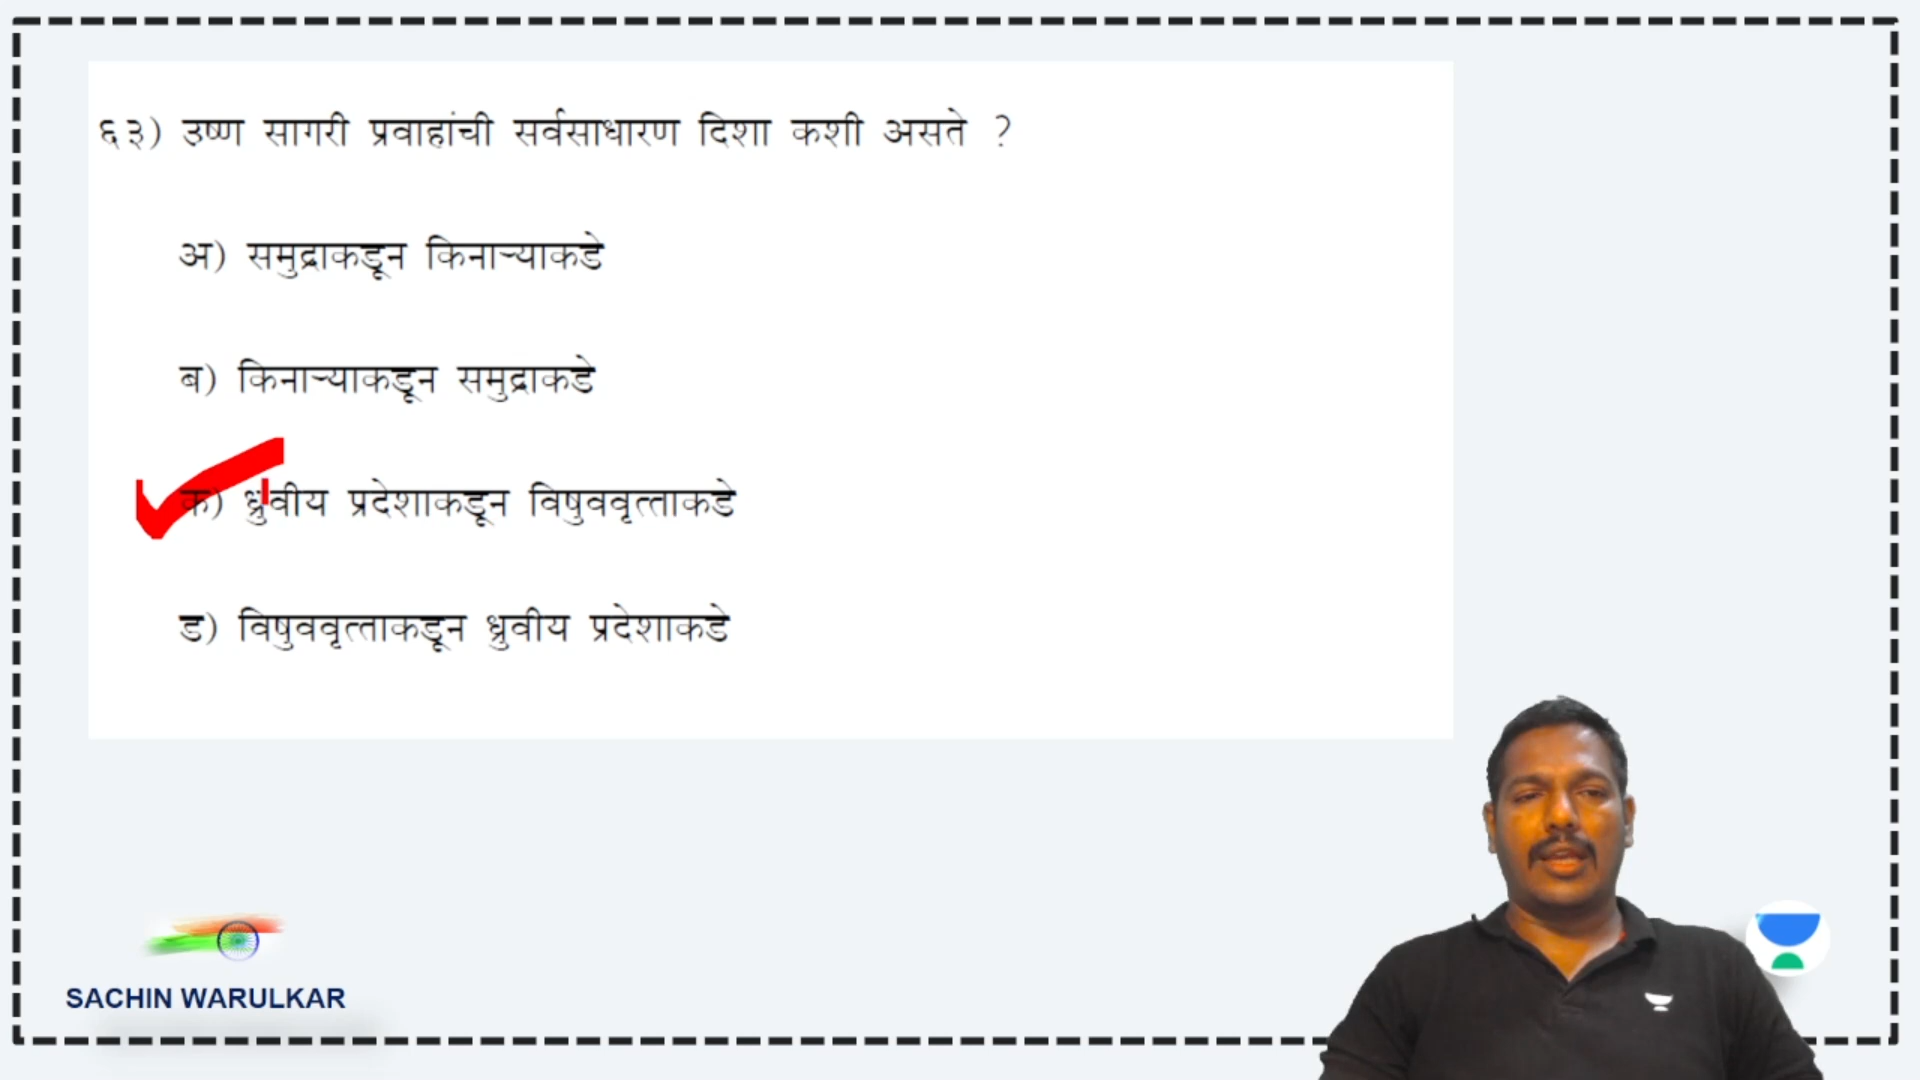 ६३) उष्ण सागरी प्रवाहांची सर्वसाधारण दिशा कशी असते ?
अ) समुद्राकडून किनाऱ्याकडे
ब) किनाऱ्याकडून समुद्राकडे
क) ध्रुवीय प्रदेशाकडून विषुववृत्ताकडे
ड) विषुववृत्ताकडून ध्रुवीय प्रदेशाकडे
SACHIN WARULKAR